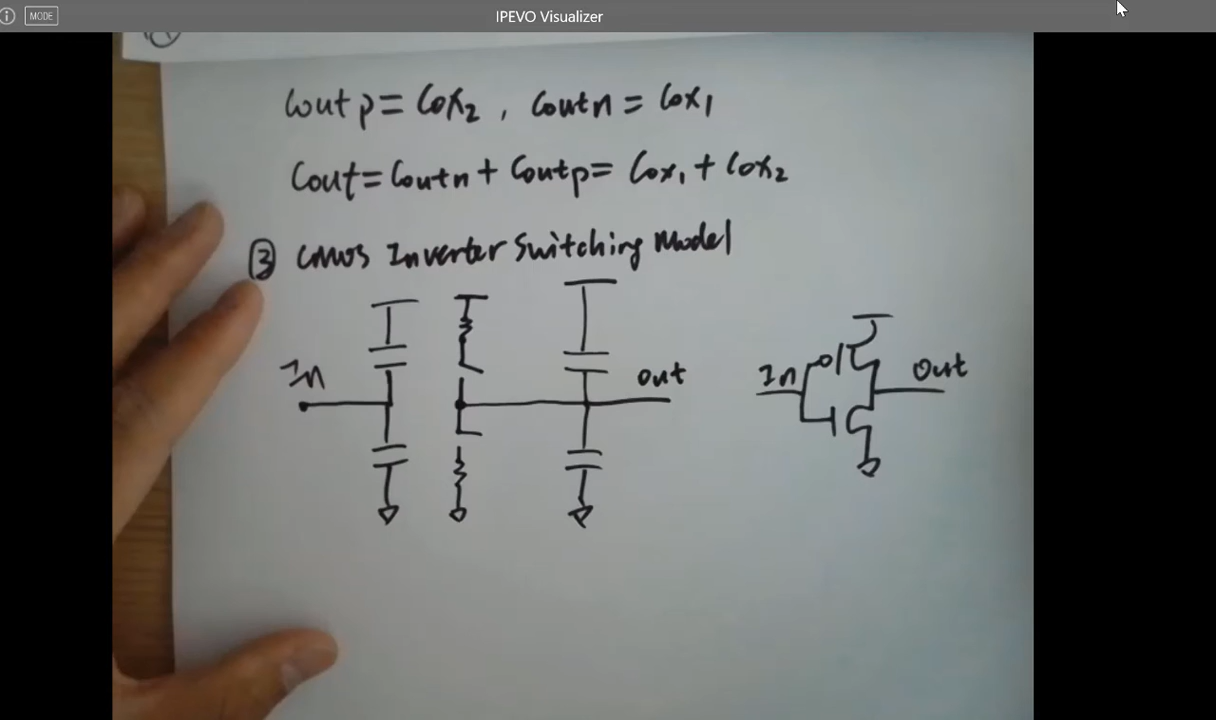 MODE
IPEVO Visualizer
Cout p = Cox2 , Coutn = Cox1
Cout = Coutn + Coutp = Cox1 + Cox2
③ CMOS Inverter Switching Model
In
out
In
Out